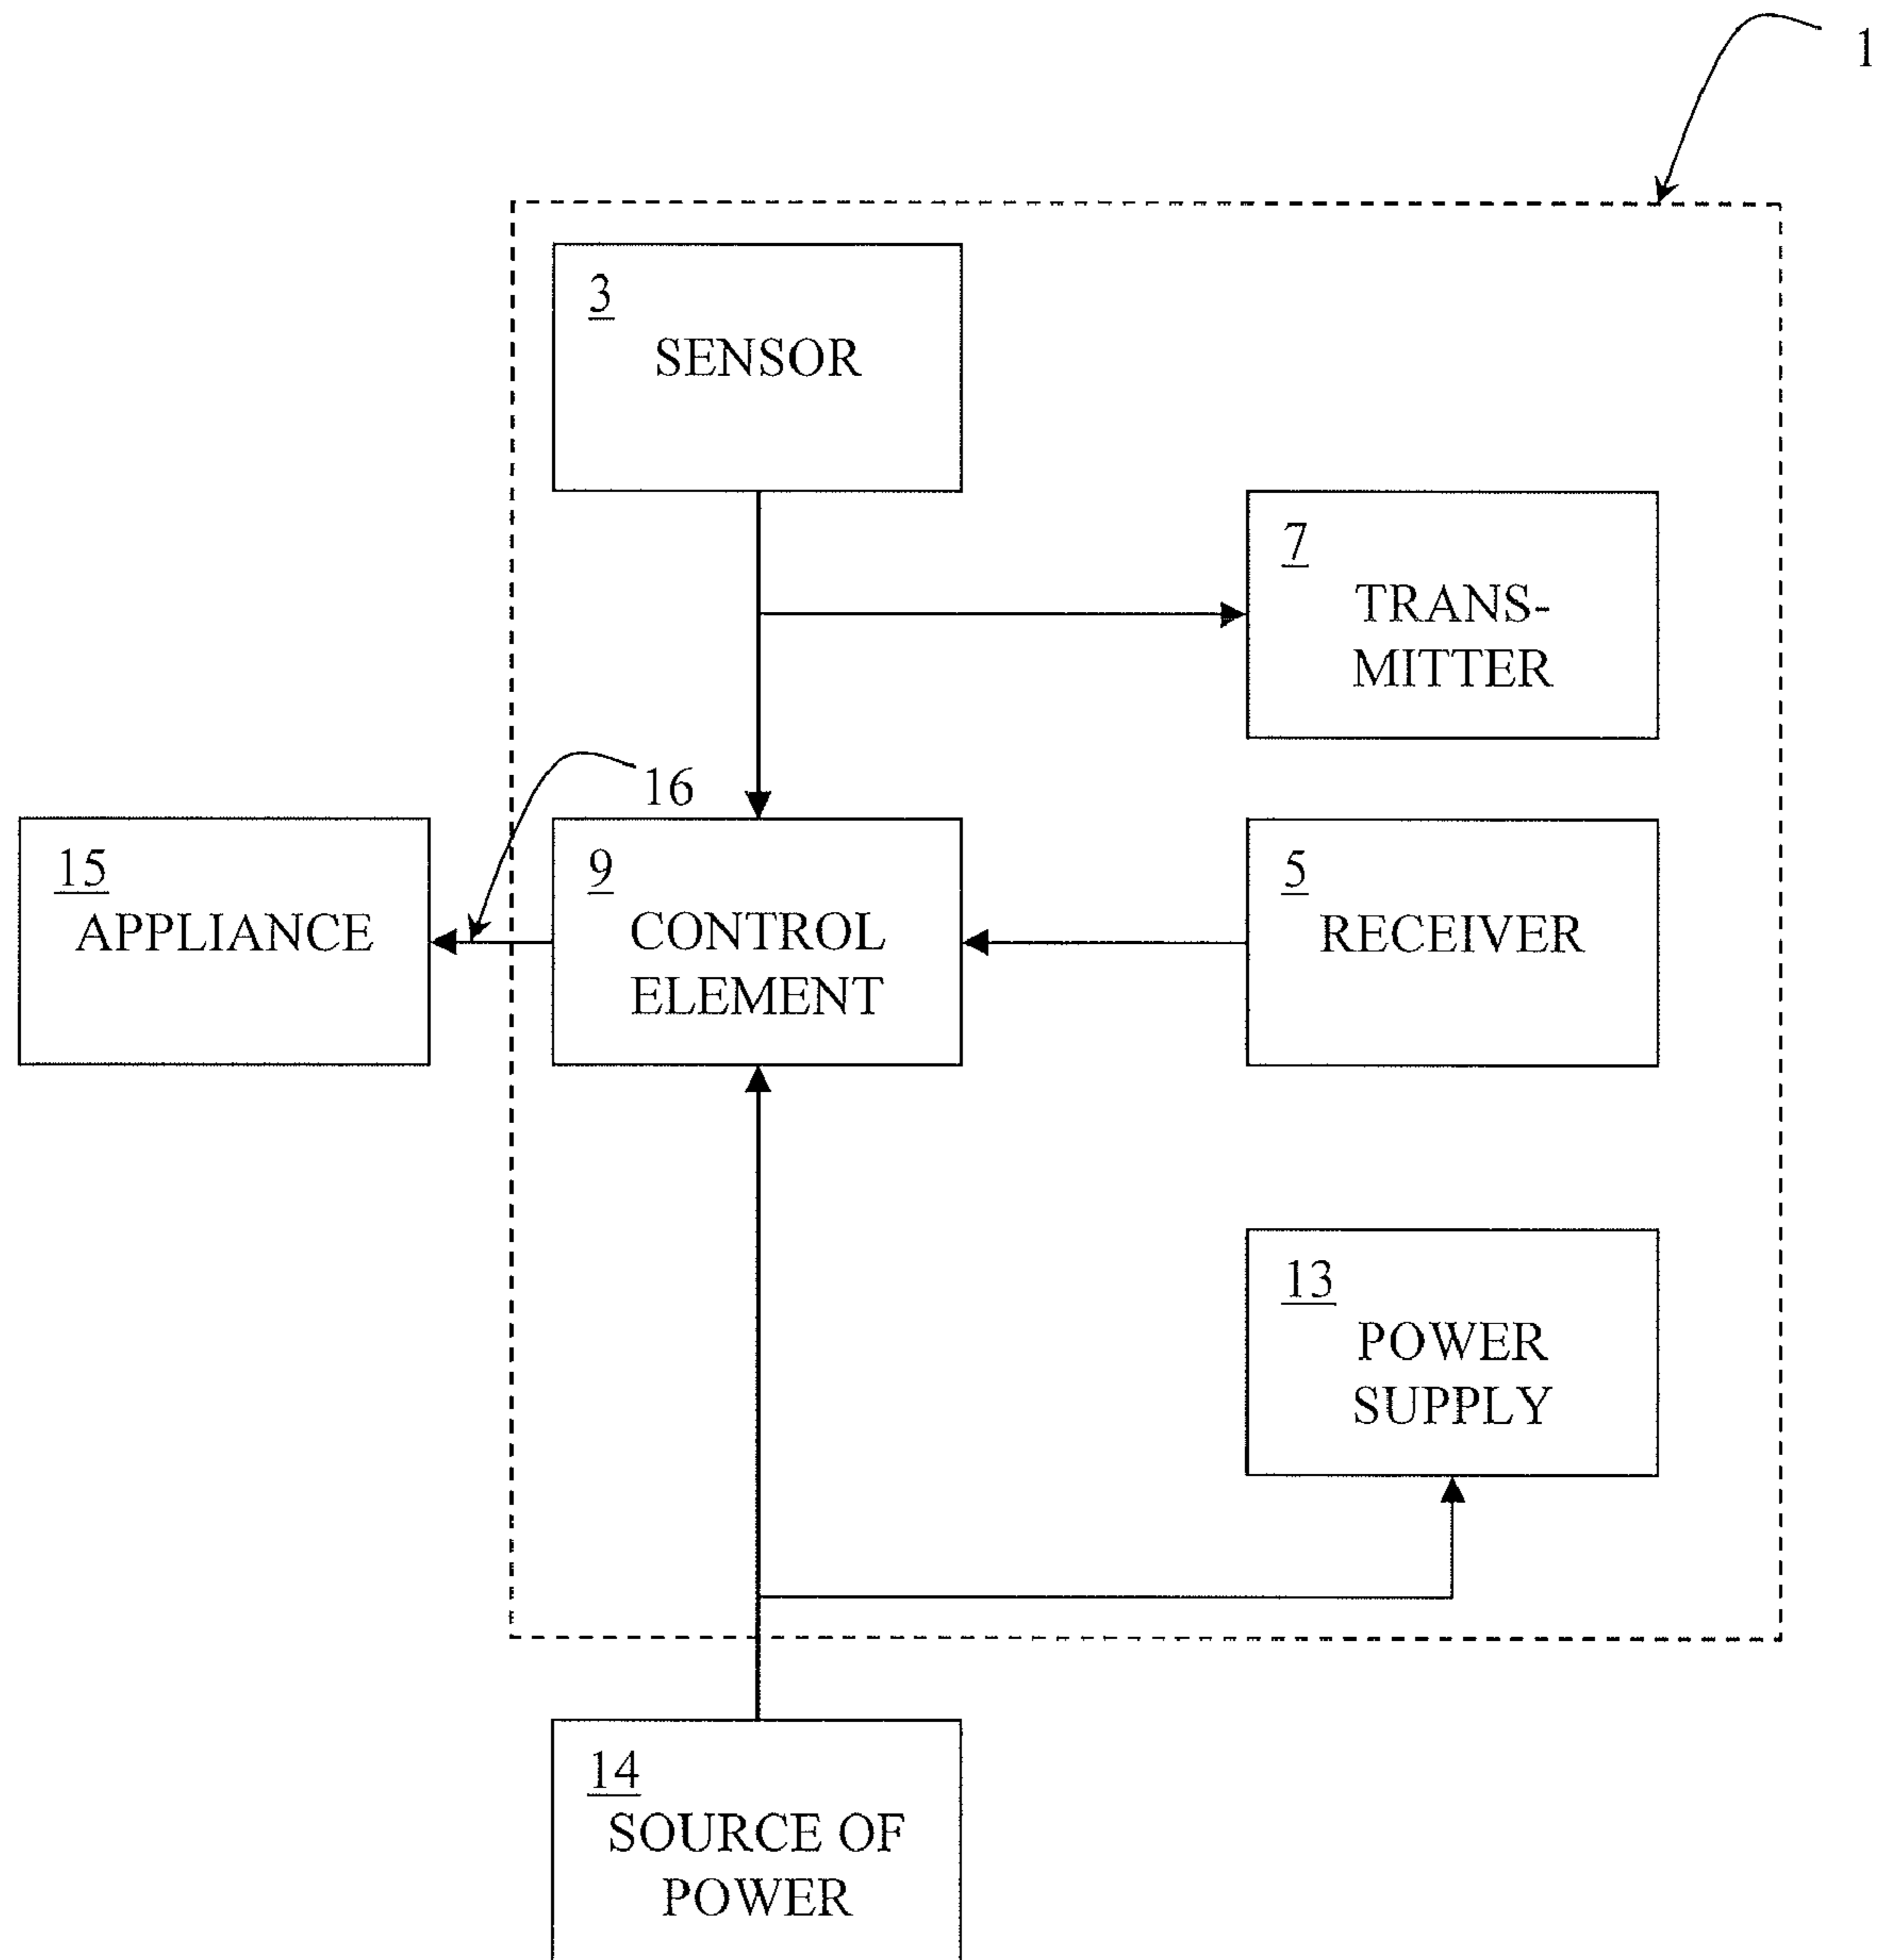 1
3
SENSOR
7
TRANS-
MITTER
16
15
APPLIANCE
9
CONTROL
ELEMENT
5
RECEIVER
13
POWER
SUPPLY
14
SOURCE OF
POWER